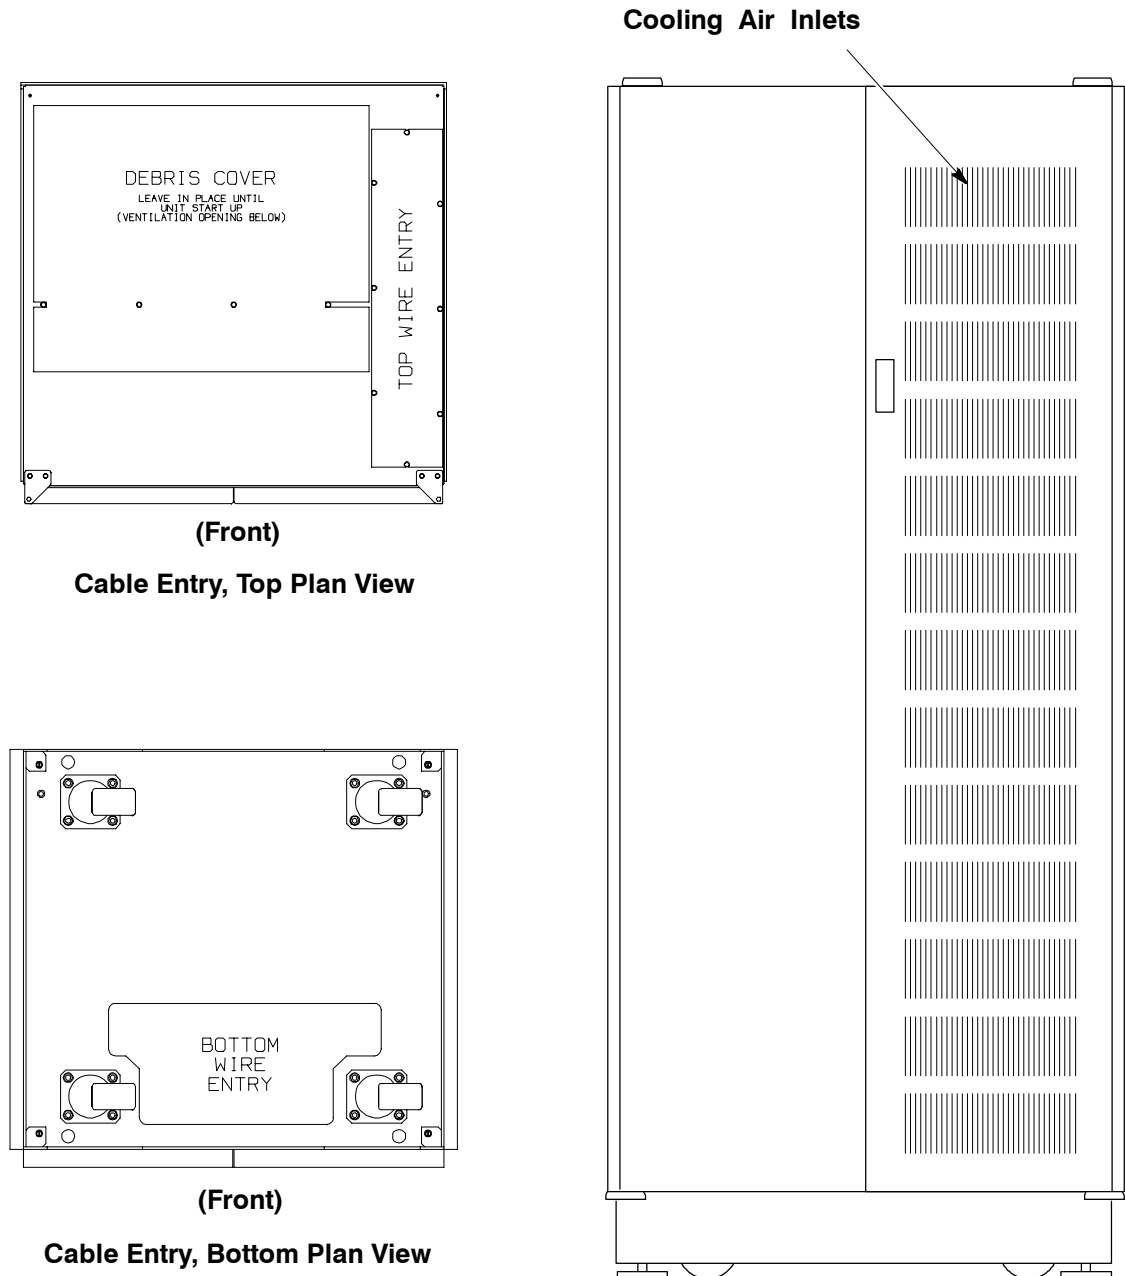 Cooling Air Inlets
DEBRIS COVER
LEAVE IN PLACE UNTIL
UNIT START UP
(VENTILATION OPENING BELOW)
TOP WIRE ENTRY
(Front)
Cable Entry, Top Plan View
BOTTOM
WIRE
ENTRY
(Front)
Cable Entry, Bottom Plan View